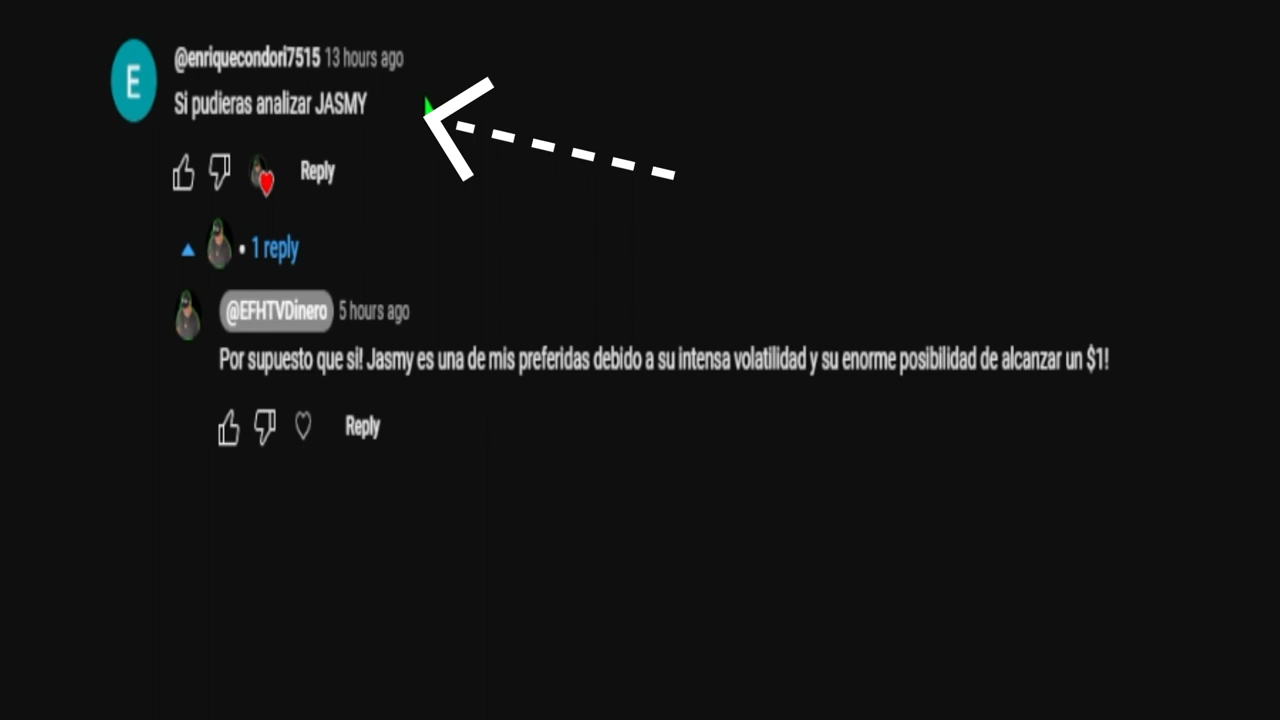 E
@enriquecondori7515 13 hours ago
Si pudieras analizar JASMY
Reply
• 1 reply
@EFHTVDinero 5 hours ago
Por supuesto que si! Jasmy es una de mis preferidas debido a su intensa volatilidad y su enorme posibilidad de alcanzar un $1!
Reply